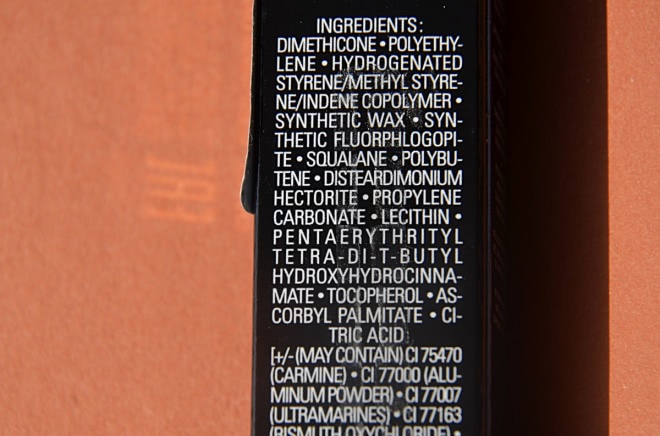 INGREDIENTS:
DIMETHICONE • POLYETHY-
LENE • HYDROGENATED
STYRENE/METHYL STYRE-
NE/INDENE COPOLYMER •
SYNTHETIC WAX • SYN-
THETIC FLUORPHLOGOPI-
TE • SQUALANE • POLYBU-
TENE • DISTEARDIMONIUM
HECTORITE • PROPYLENE
CARBONATE • LECITHIN •
PENTAERYTHRITYL
TETRA-DI-T-BUTYL
HYDROXYHYDROCINNA-
MATE • TOCOPHEROL • AS-
CORBYL PALMITATE • CI-
TRIC ACID
[+/- (MAY CONTAIN) CI 75470
(CARMINE) • CI 77000 (ALU-
MINUM POWDER) • CI 77007
(ULTRAMARINES) • CI 77163
(BISMUTH OXYCHLORIDE) •